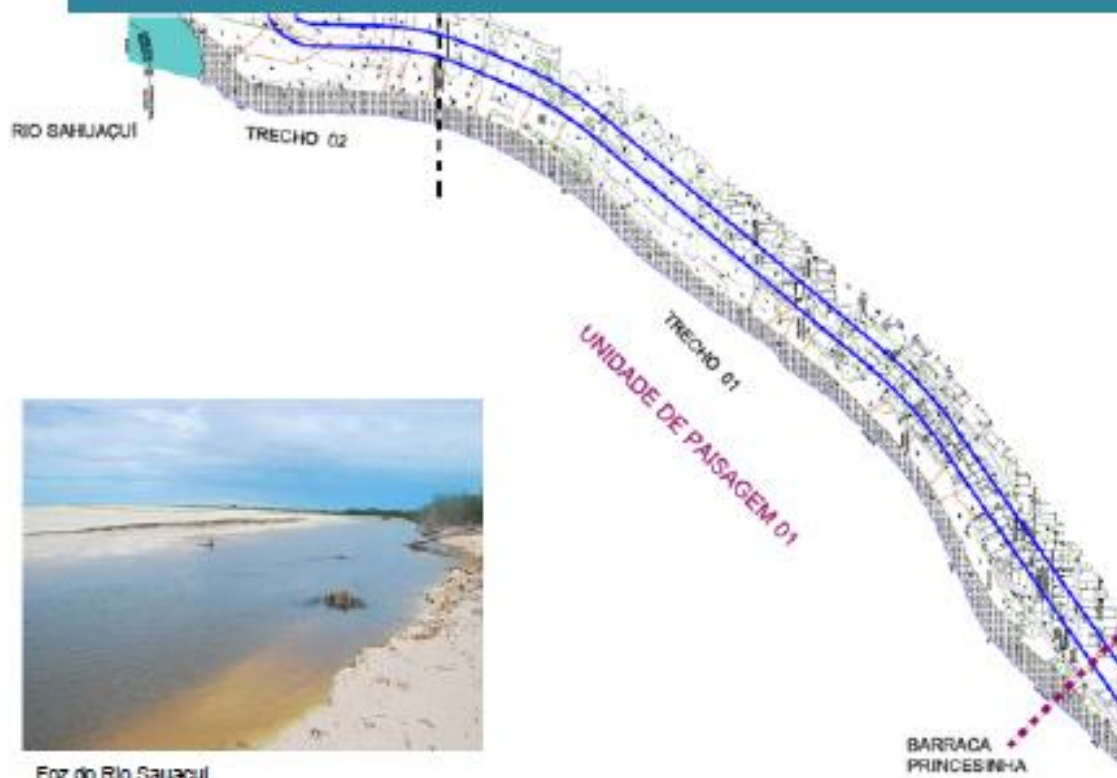 RIO SAHUAÇUÍ
TRECHO 02
TRECHO 01
UNIDADE DE PAISAGEM 01
BARRACA
PRINCESINHA
Foz do Rio Sauaçuí